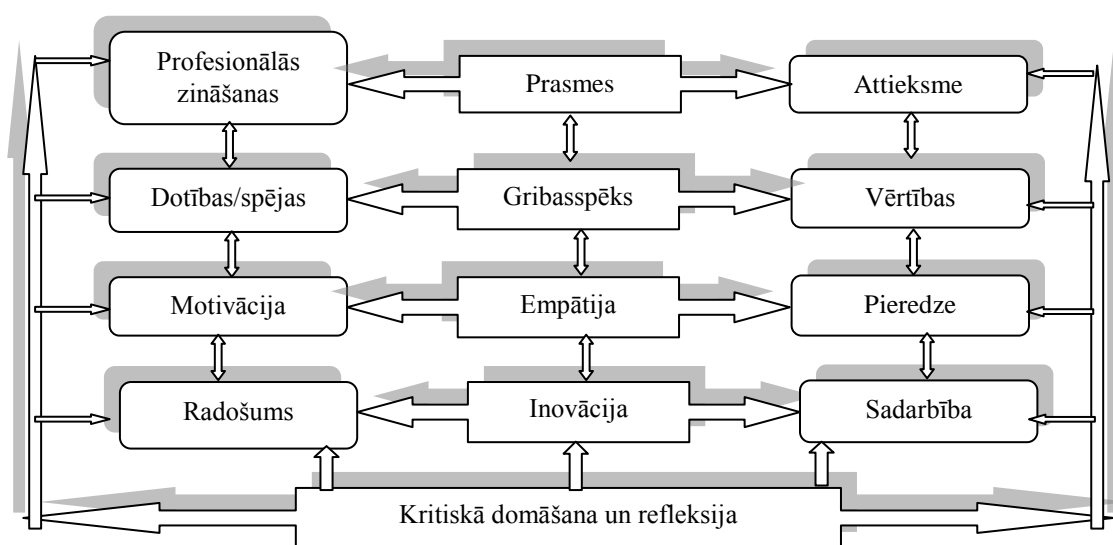 Profesionālās
zināšanas
Prasmes
Attieksme
Dotības/spējas
Gribasspēks
Vērtības
Motivācija
Empātija
Pieredze
Radošums
Inovācija
Sadarbība
Kritiskā domāšana un refleksija